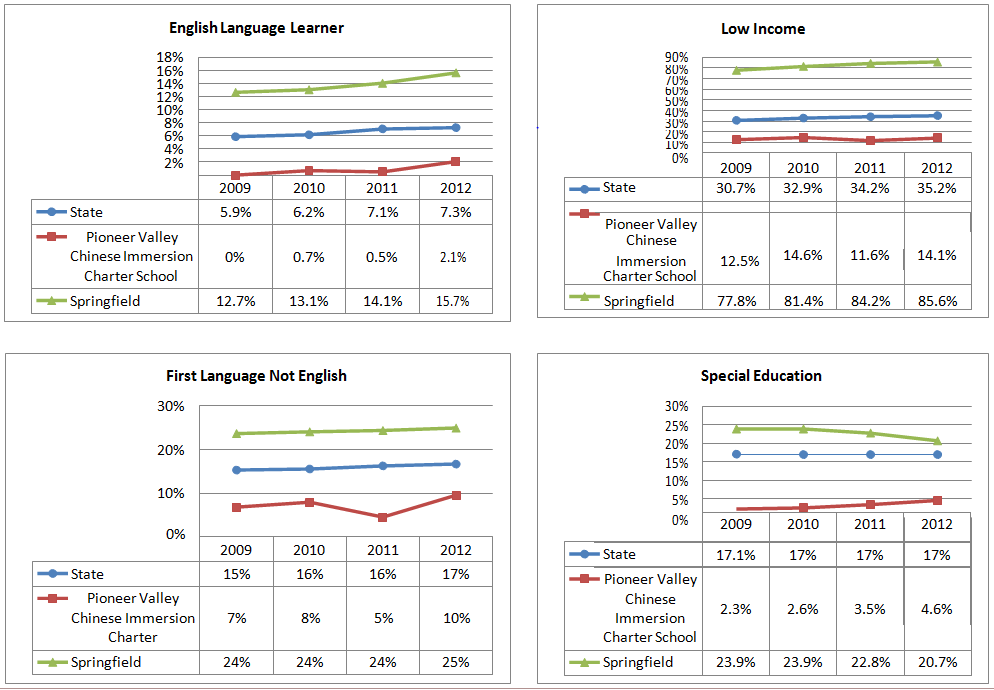 English Language Learner
18%
16%
14%
12%
10%
8%
6%
4%
2%
2009 2010 2011 2012
State 5.9% 6.2% 7.1% 7.3%
Pioneer Valley
Chinese Immersion 0% 0.7% 0.5% 2.1%
Charter School
Springfield 12.7% 13.1% 14.1% 15.7%
Low Income
90%
80%
70%
60%
50%
40%
30%
20%
10%
0%
2009 2010 2011 2012
State 30.7% 32.9% 34.2% 35.2%
Pioneer Valley
Chinese
Immersion 12.5% 14.6% 11.6% 14.1%
Charter School
Springfield 77.8% 81.4% 84.2% 85.6%
First Language Not English
30%
20%
10%
0%
2009 2010 2011 2012
State 15% 16% 16% 17%
Pioneer Valley
Chinese Immersion 7% 8% 5% 10%
Charter
Springfield 24% 24% 24% 25%
Special Education
30%
25%
20%
15%
10%
5%
0%
2009 2010 2011 2012
State 17.1% 17% 17% 17%
Pioneer Valley
Chinese 2.3% 2.6% 3.5% 4.6%
Immersion
Charter School
Springfield 23.9% 23.9% 22.8% 20.7%